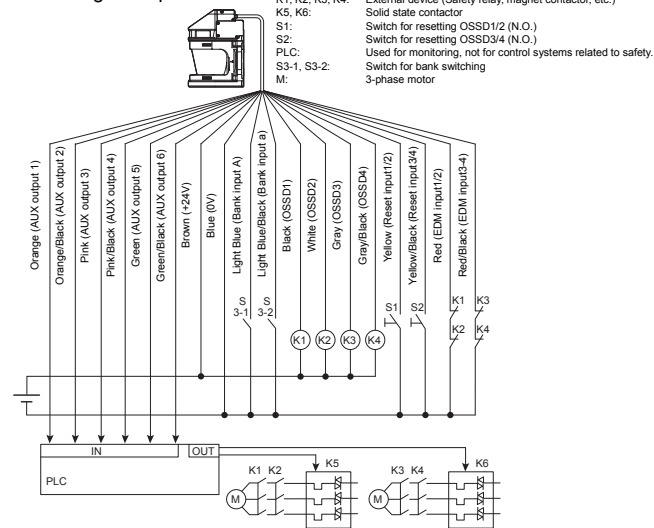 K1, K2, K3, K4: External device (Safety relay, magnet contactor, etc.)
K5, K6: Solid state contactor
S1: Switch for resetting OSSD1/2 (N.O.)
S2: Switch for resetting OSSD3/4 (N.O.)
PLC: Used for monitoring, not for control systems related to safety.
S3-1, S3-2: Switch for bank switching
M: 3-phase motor
Orange (AUX output 1)
Orange/Black (AUX output 2)
Pink (AUX output 3)
Pink/Black (AUX output 4)
Green (AUX output 5)
Green/Black (AUX output 6)
Brown (+24V)
Blue (0V)
Light Blue (Bank input A)
Light Blue/Black (Bank input a)
Black (OSSD1)
White (OSSD2)
Gray (OSSD3)
Gray/Black (OSSD4)
Yellow (Reset input1/2)
Yellow/Black (Reset input3/4)
Red (EDM input1/2)
Red/Black (EDM input3-4)
S
3-1
S
3-2
S1
S2
K1
K3
K2
K4
K1
K2
K3
K4
IN
OUT
PLC
K1 K2
K5
K3 K4
K6
M
M